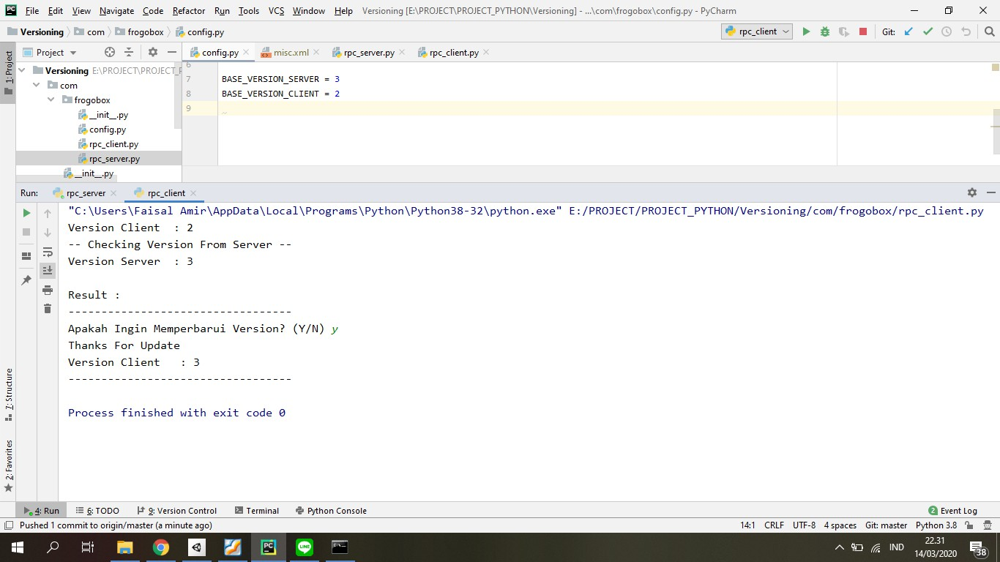 PC File Edit View Navigate Code Refactor Run Tools VCS Window Help Versioning [E:\PROJECT\PROJECT_PYTHON\Versioning] - ...\com\frogobox\config.py - PyCharm
Versioning com frogobox config.py rpc_client Git:
1: Project
Project config.py misc.xml rpc_server.py rpc_client.py
Versioning E:\PROJECT\PROJECT_
com
frogobox
__init__.py
config.py
rpc_client.py
rpc_server.py
__init__.py
6
7 BASE_VERSION_SERVER = 3
8 BASE_VERSION_CLIENT = 2
9
Run: rpc_server rpc_client
"C:\Users\Faisal Amir\AppData\Local\Programs\Python\Python38-32\python.exe" E:/PROJECT/PROJECT_PYTHON/Versioning/com/frogobox/rpc_client.py
Version Client  : 2
-- Checking Version From Server --
Version Server  : 3
Result :
----------------------------------
Apakah Ingin Memperbarui Version? (Y/N) y
Thanks For Update
Version Client   : 3
----------------------------------
Process finished with exit code 0
7: Structure
2: Favorites
4: Run 6: TODO 9: Version Control Terminal Python Console 2 Event Log
Pushed 1 commit to origin/master (a minute ago) 14:1 CRLF UTF-8 4 spaces Git: master Python 3.8
PC LINE C:\. IND 22.31
14/03/2020 38